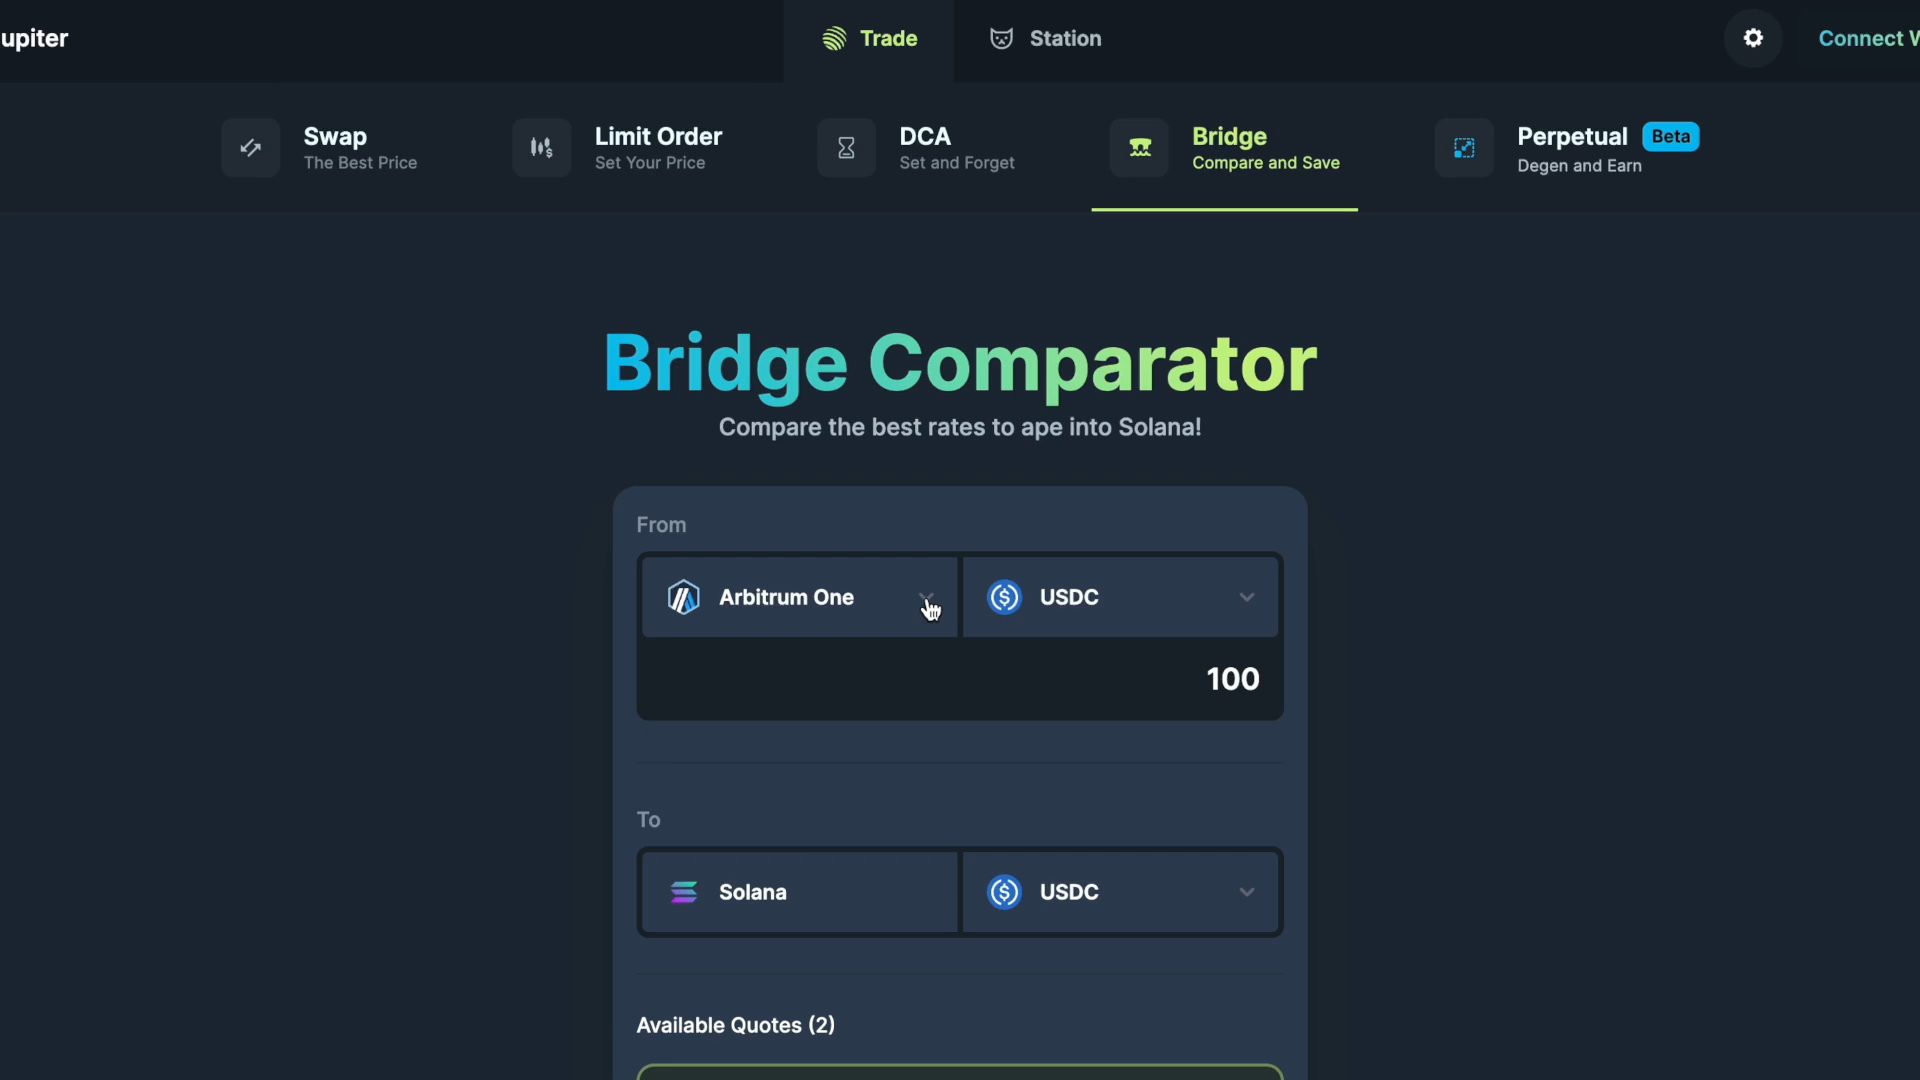 upiter
Trade
Station
Connect W
Swap
The Best Price
Limit Order
Set Your Price
DCA
Set and Forget
Bridge
Compare and Save
Perpetual Beta
Degen and Earn
Bridge Comparator
Compare the best rates to ape into Solana!
From
Arbitrum One
USDC
100
To
Solana
USDC
Available Quotes (2)